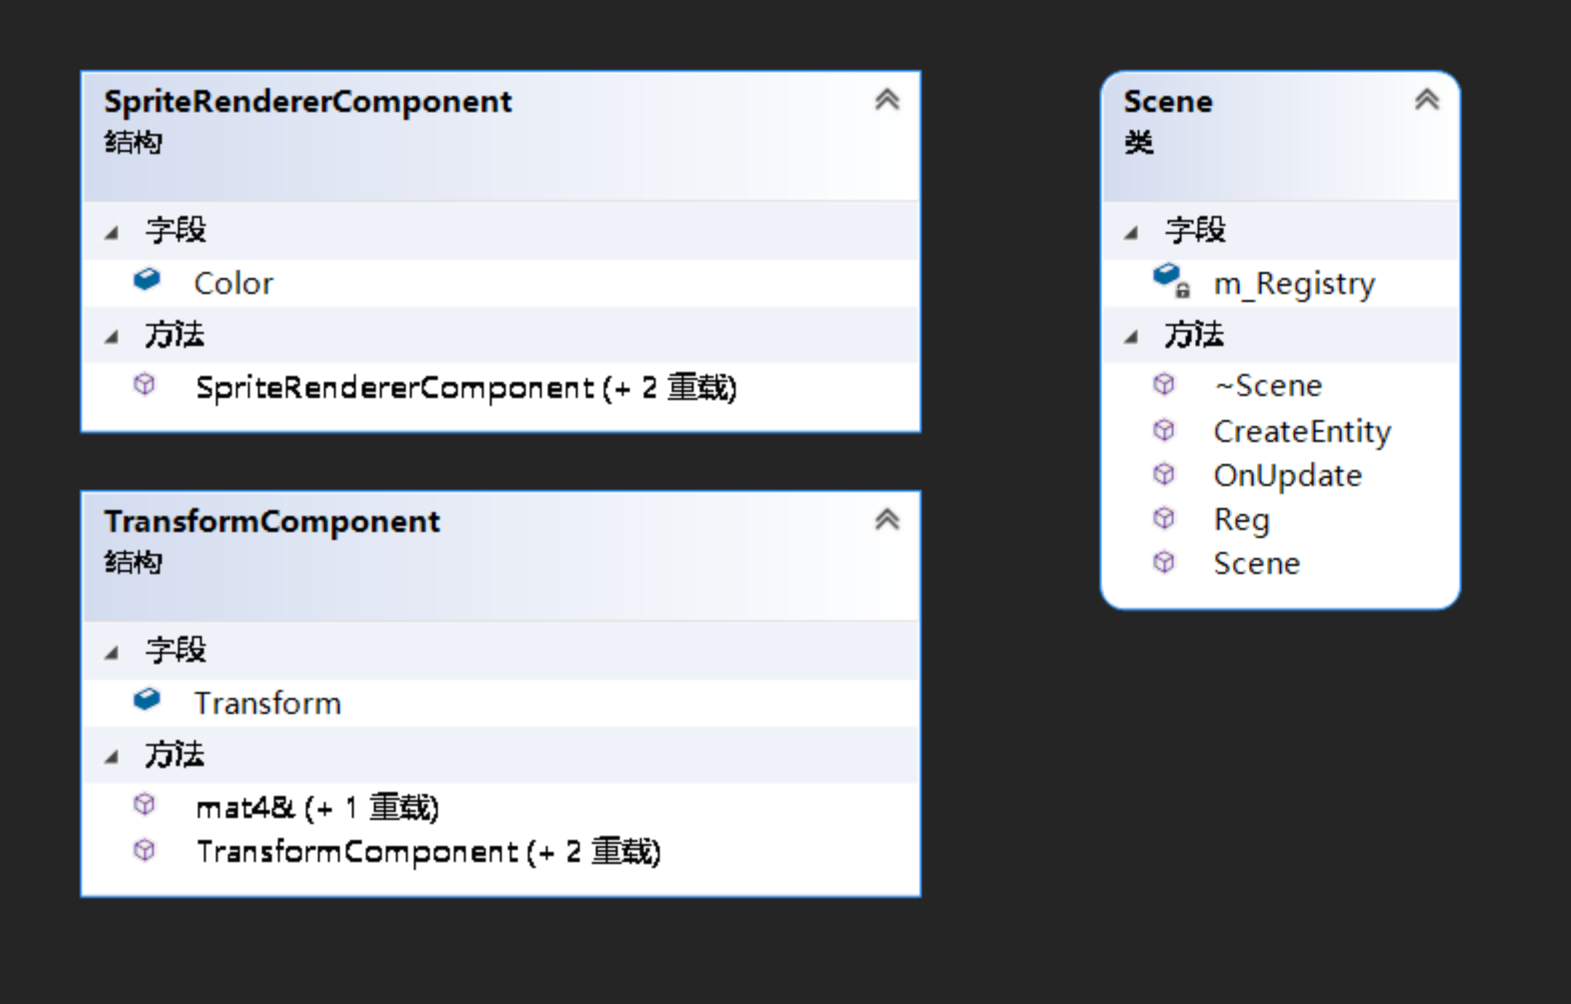 SpriteRendererComponent
结构
字段
Color
方法
SpriteRendererComponent (+ 2 重载)
TransformComponent
结构
字段
Transform
方法
mat4& (+ 1 重载)
TransformComponent (+ 2 重载)
Scene
类
字段
m_Registry
方法
~Scene
CreateEntity
OnUpdate
Reg
Scene